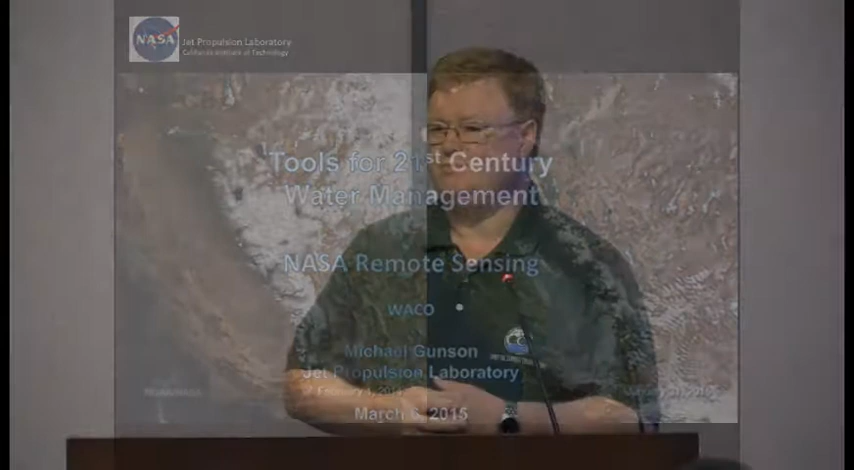 NASA
Jet Propulsion Laboratory
California Institute of Technology
Tools for 21st Century
Water Management
NASA Remote Sensing
WACO
Michael Gunson
Jet Propulsion Laboratory
March 6, 2015